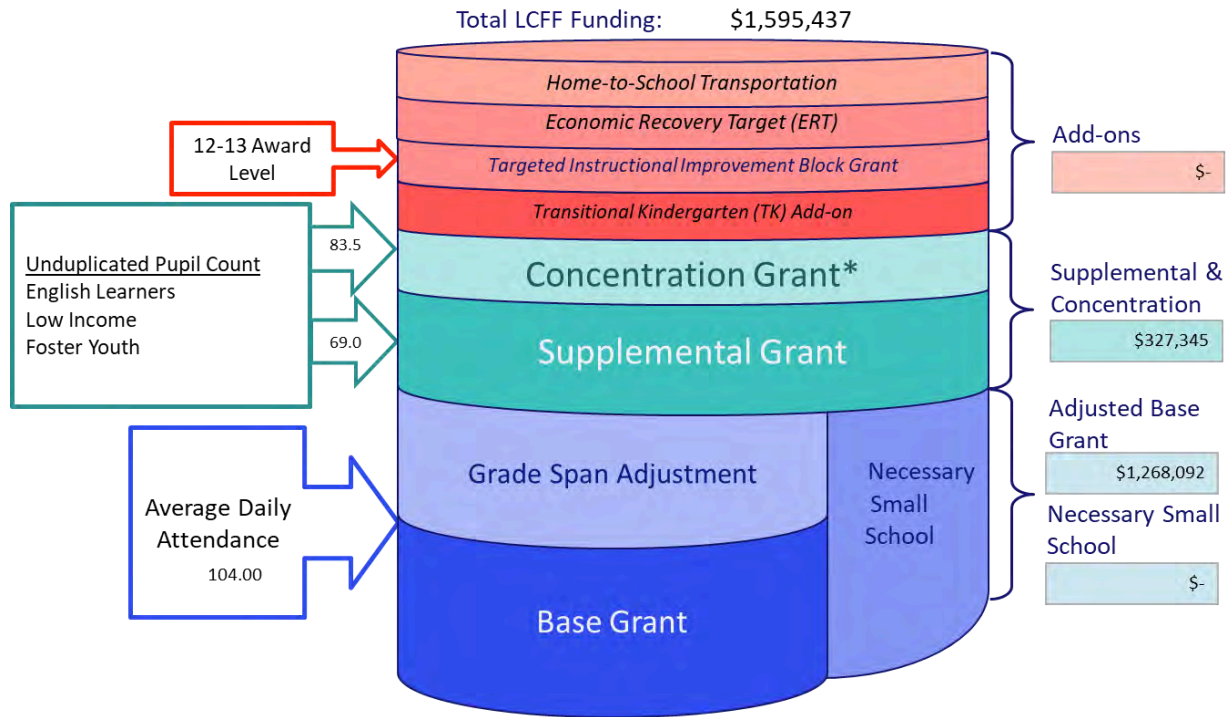 Total LCFF Funding: $1,595,437
Home-to-School Transportation
Economic Recovery Target (ERT)
Targeted Instructional Improvement Block Grant
Transitional Kindergarten (TK) Add-on
Concentration Grant*
Supplemental Grant
Grade Span Adjustment
Base Grant
Necessary
Small
School
12-13 Award
Level
Unduplicated Pupil Count
English Learners
Low Income
Foster Youth
83.5
69.0
Average Daily
Attendance
104.00
Add-ons
$-
Supplemental &
Concentration
$327,345
Adjusted Base
Grant
$1,268,092
Necessary Small
School
$-